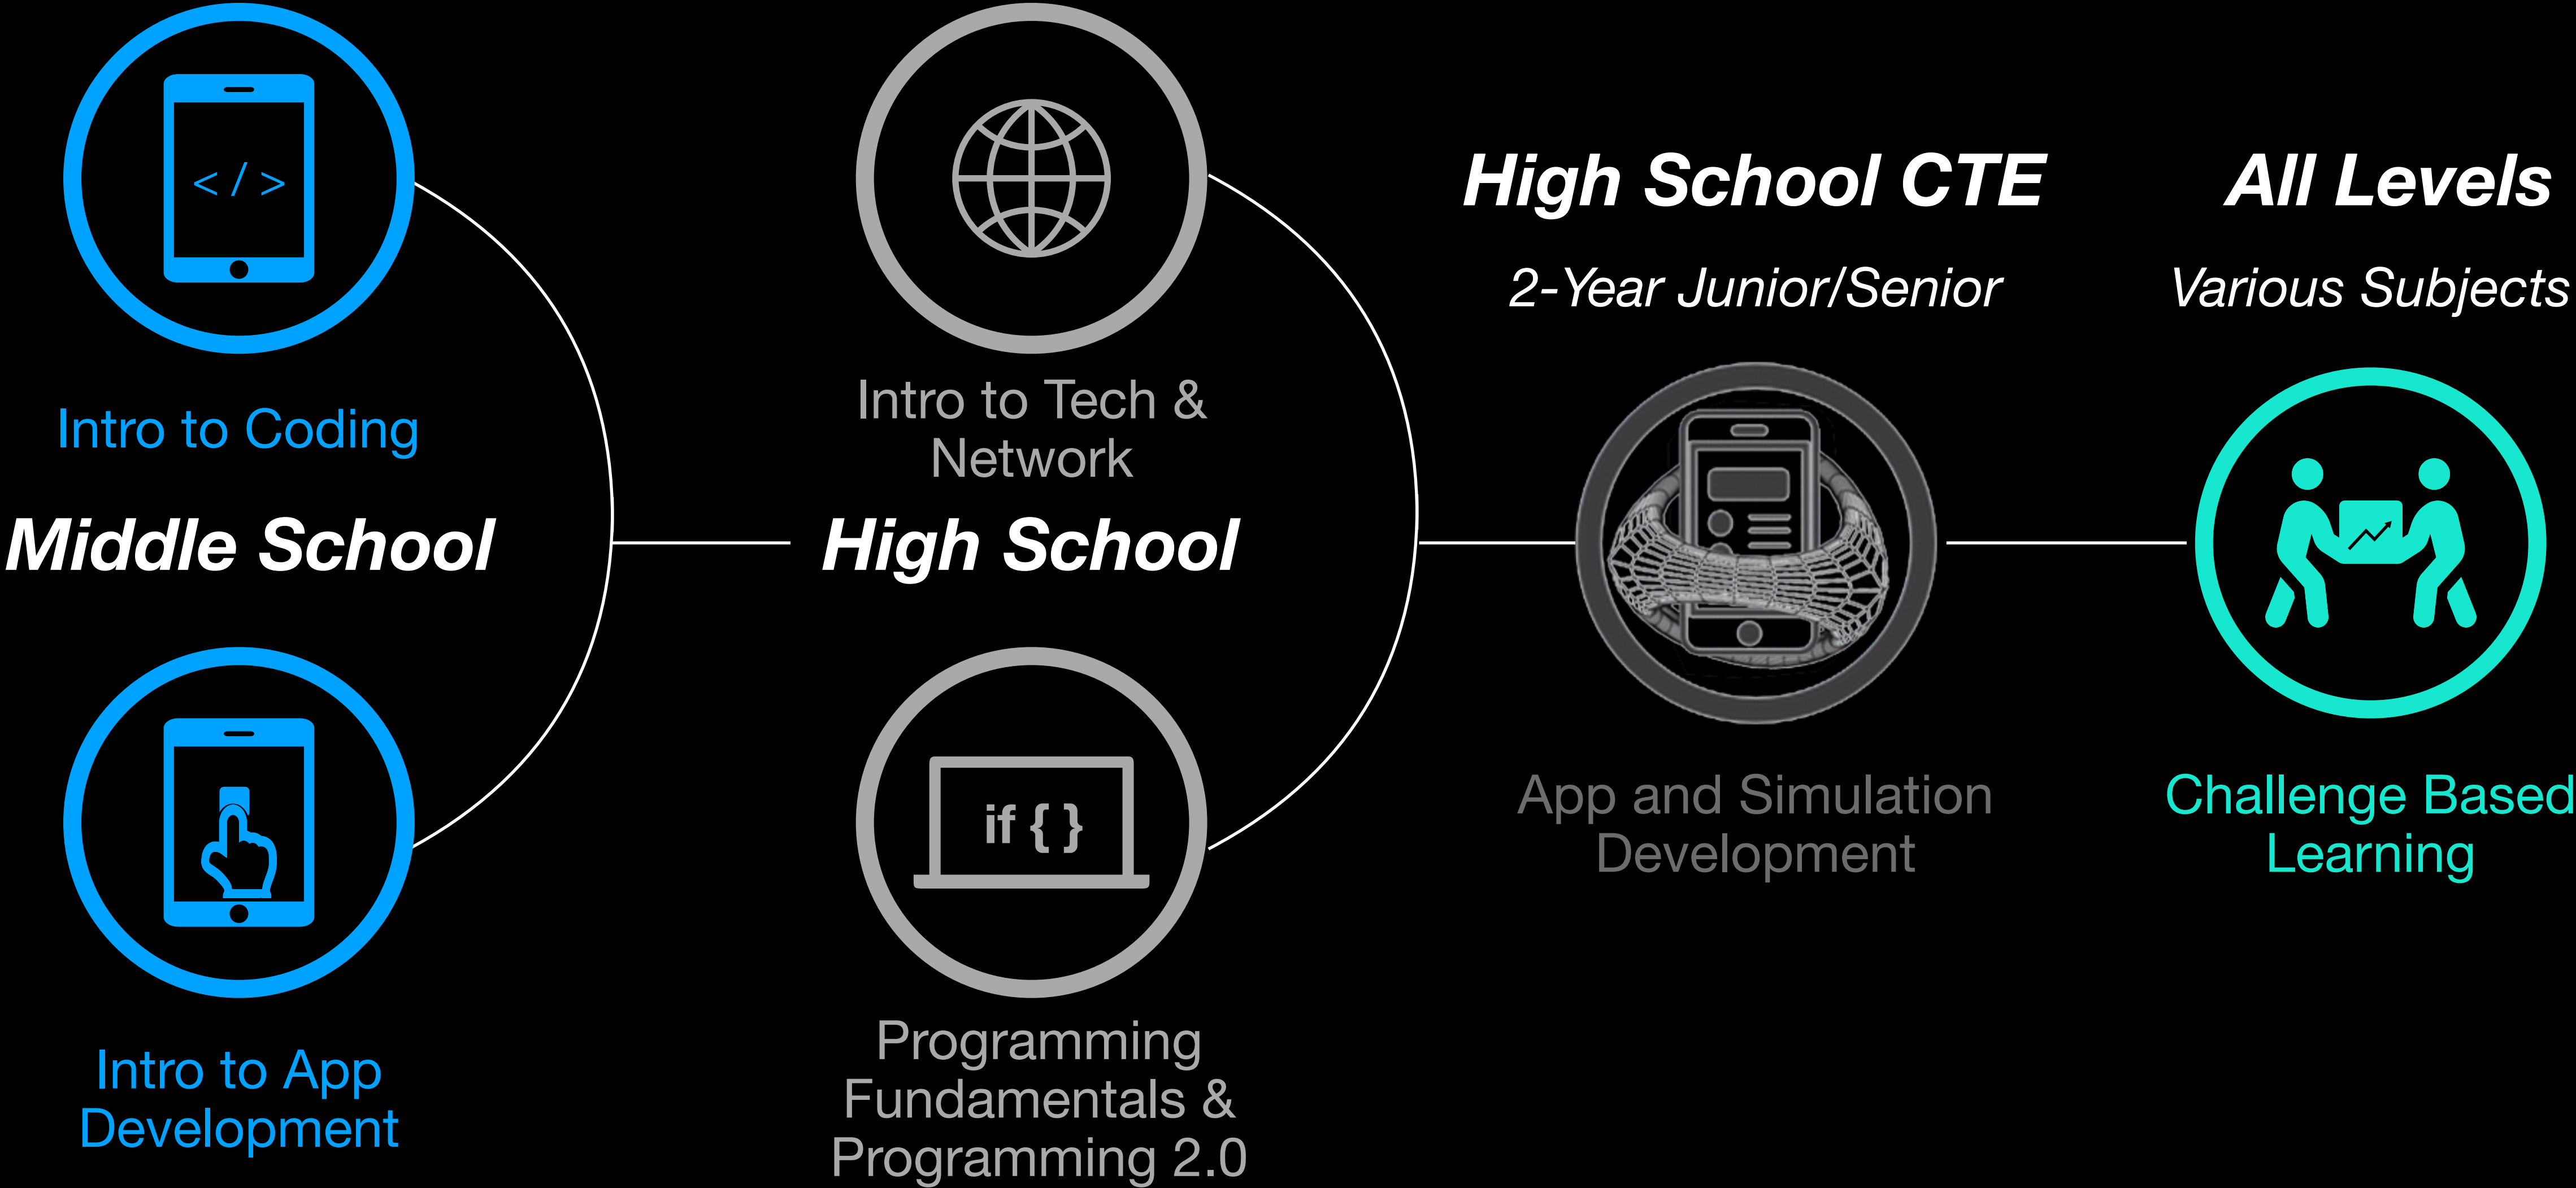 < / >
Intro to Coding
Middle School
Intro to App
Development
Intro to Tech &
Network
High School
if { }
Programming
Fundamentals &
Programming 2.0
High School CTE
2-Year Junior/Senior
App and Simulation
Development
All Levels
Various Subjects
Challenge Based
Learning